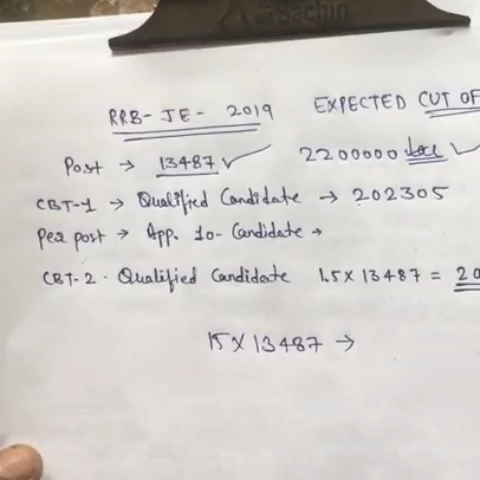 Sachin
RRB-JE-2019 EXPECTED CUT OF
Post → 13487 ✓ 2200000 ✓
CBT-1 → Qualified Candidate → 202305
Per post → App. 10-Candidate →
CBT-2. Qualified Candidate 1.5 X 13487 = 20
15 X 13487 →